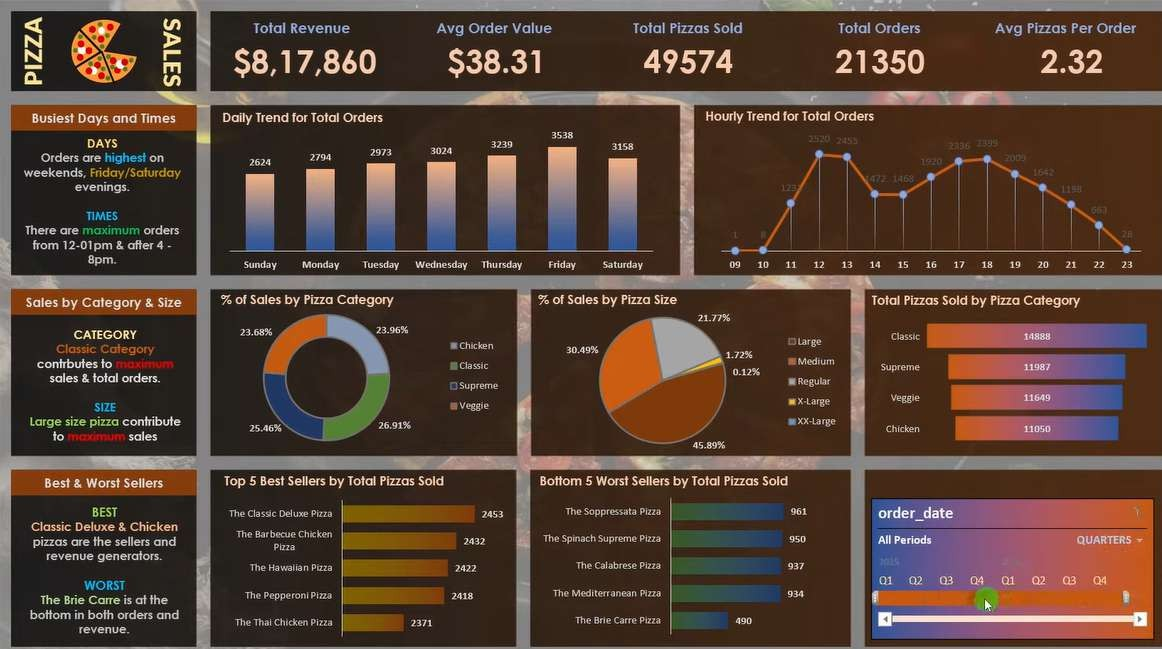 PIZZA
SALES
Total Revenue
$8,17,860
Avg Order Value
$38.31
Total Pizzas Sold
49574
Total Orders
21350
Avg Pizzas Per Order
2.32
Busiest Days and Times
DAYS
Orders are highest on
weekends, Friday/Saturday
evenings.
TIMES
There are maximum orders
from 12-01pm & after 4 -
8pm.
Daily Trend for Total Orders
2624
2794
2973
3024
3239
3538
3158
Sunday
Monday
Tuesday
Wednesday
Thursday
Friday
Saturday
Hourly Trend for Total Orders
1
8
2520
2455
1472
1468
1920
2336
2399
2009
1642
1198
663
28
09
10
11
12
13
14
15
16
17
18
19
20
21
22
23
Sales by Category & Size
CATEGORY
Classic Category
contrbutes to maximum
sales & total orders.
SIZE
Large size pizza contribute
to maximum sales
% of Sales by Pizza Category
23.68%
23.96%
25.46%
26.91%
Chicken
Classic
Supreme
Veggie
% of Sales by Pizza Size
21.77%
30.49%
1.72%
0.12%
45.89%
Large
Medium
Regular
X-Large
XX-Large
Total Pizzas Sold by Pizza Category
Classic 14888
Supreme 11987
Veggie 11649
Chicken 11050
Best & Worst Sellers
BEST
Classic Deluxe & Chicken
pizzas are the sellers and
revenue generators.
WORST
The Brie Carre is at the
bottom in both orders and
revenue.
Top 5 Best Sellers by Total Pizzas Sold
The Classic Deluxe Pizza 2453
The Barbecue Chicken
Pizza 2432
The Hawaiian Pizza 2422
The Pepperoni Pizza 2418
The Thai Chicken Pizza 2371
Bottom 5 Worst Sellers by Total Pizzas Sold
The Soppressata Pizza 961
The Spinach Supreme Pizza 950
The Calabrese Pizza 937
The Mediterranean Pizza 934
The Brie Carre Pizza 490
order_date
All Periods
QUARTERS
Q1 Q2 Q3 Q4 Q1 Q2 Q3 Q4